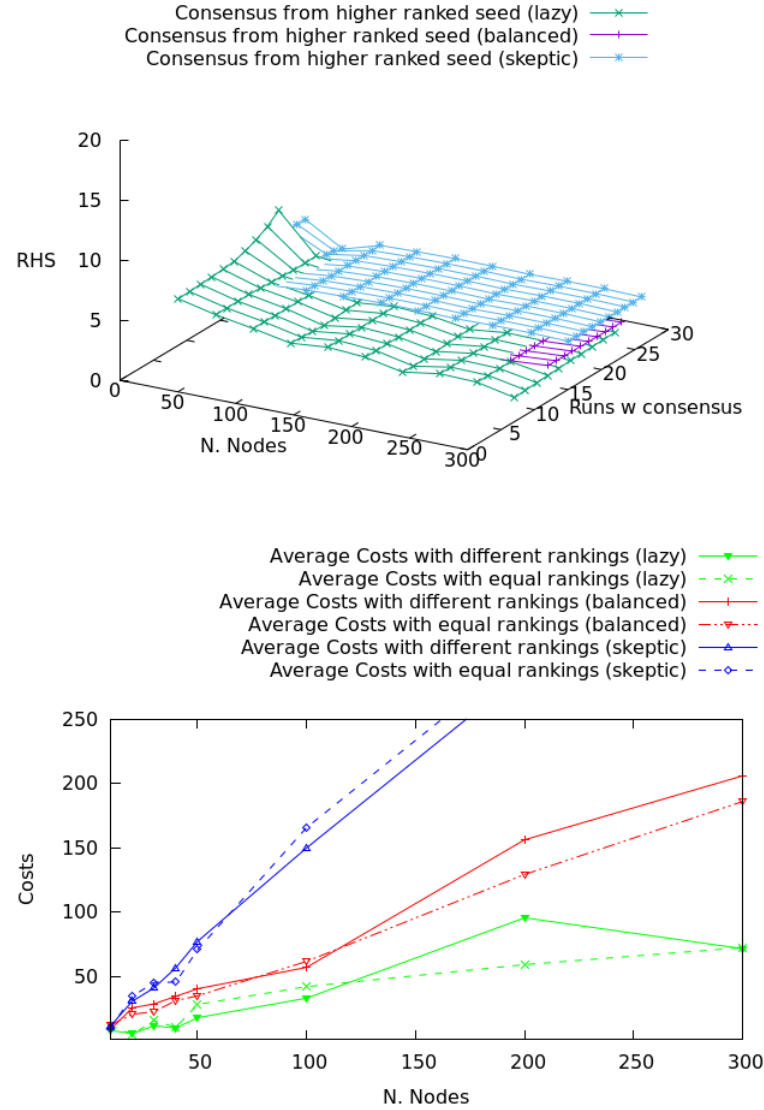 Consensus from higher ranked seed (lazy)
Consensus from higher ranked seed (balanced)
Consensus from higher ranked seed (skeptic)
20
15
RHS
10
5
0
0
50
100
150
200
250
300
N. Nodes
0
5
10
15
20
25
30
Runs w consensus
Average Costs with different rankings (lazy)
Average Costs with equal rankings (lazy)
Average Costs with different rankings (balanced)
Average Costs with equal rankings (balanced)
Average Costs with different rankings (skeptic)
Average Costs with equal rankings (skeptic)
250
200
150
Costs
100
50
50 100 150 200 250 300
N. Nodes